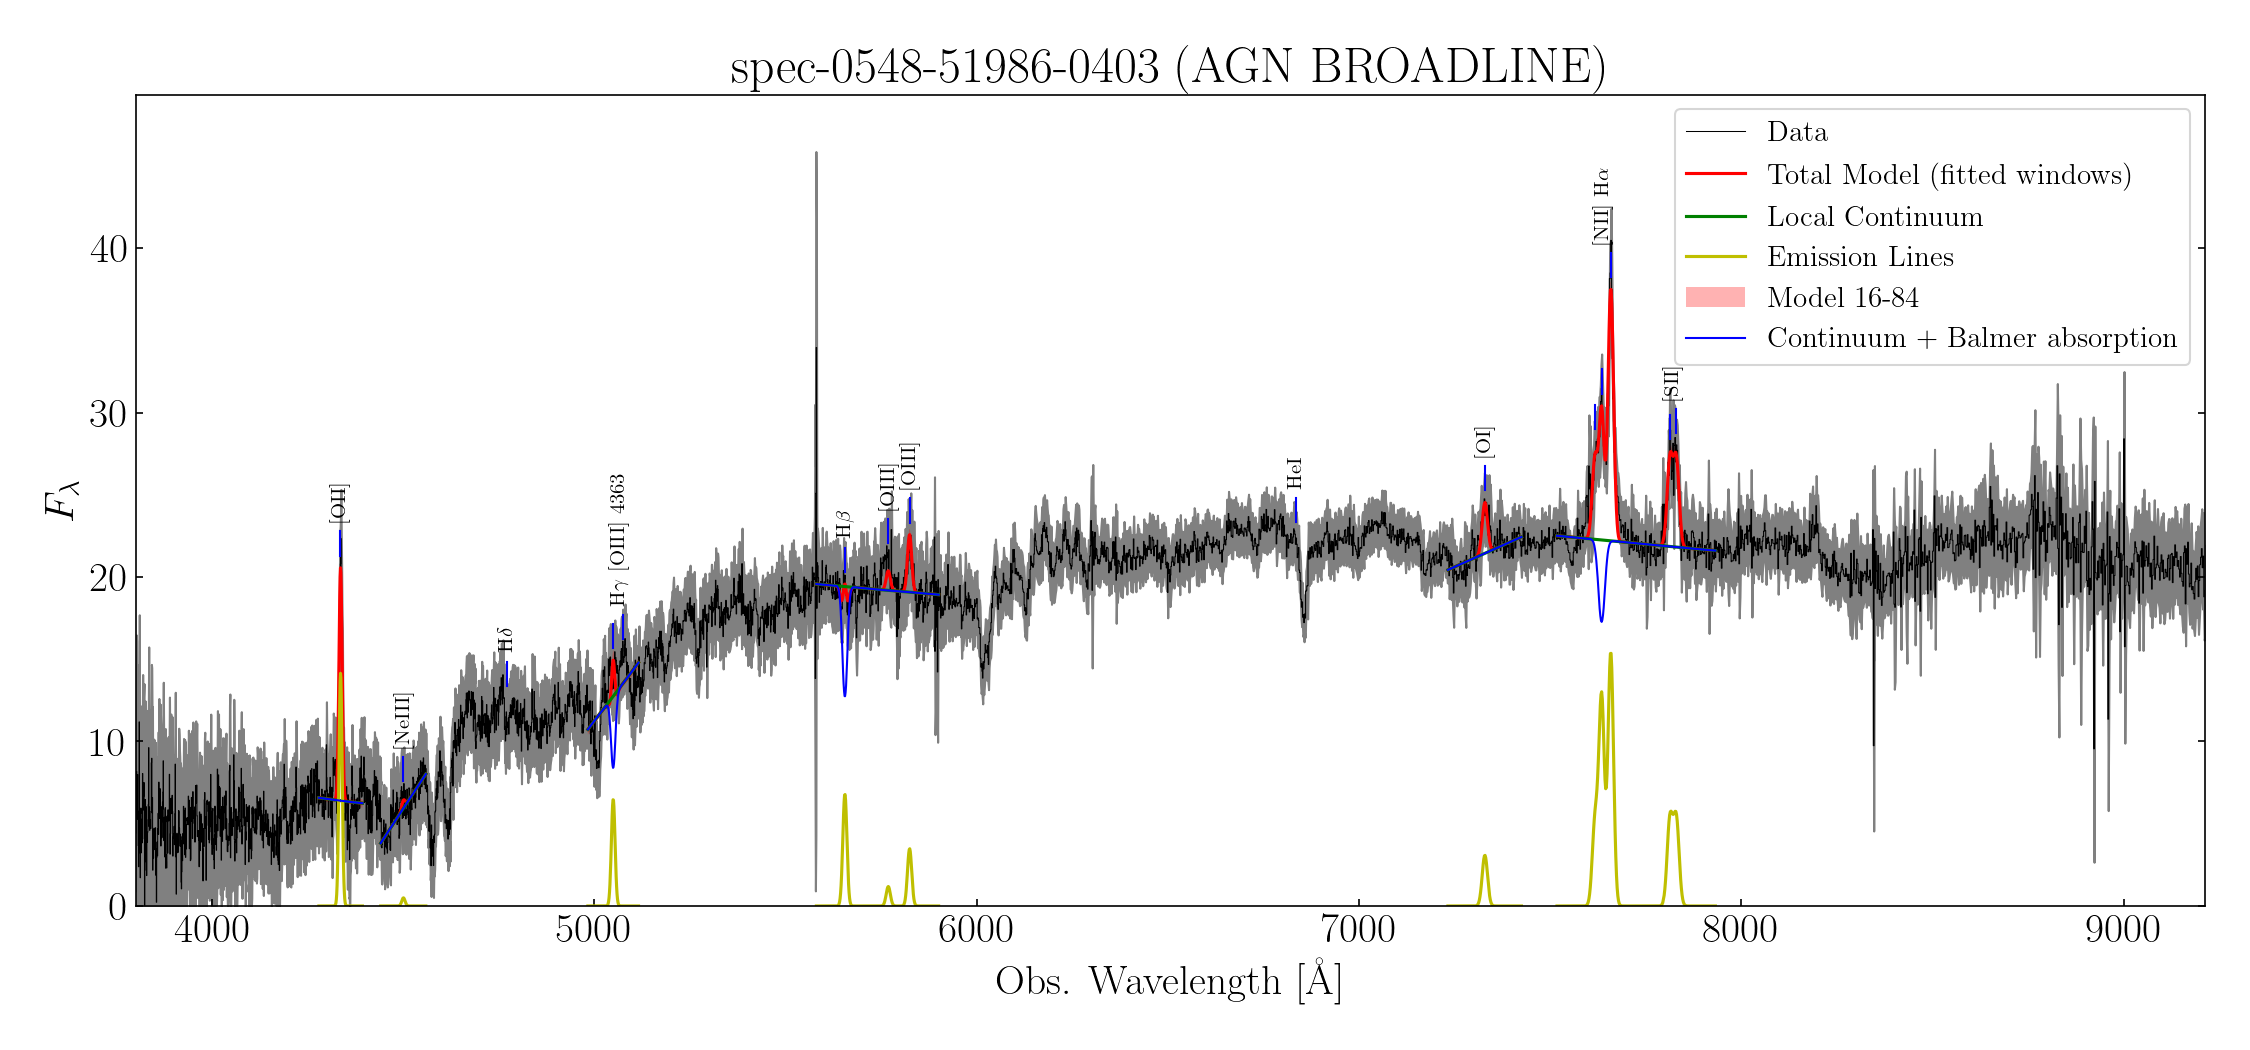 spec-0548-51986-0403 (AGN BROADLINE)
Data
Total Model (fitted windows)
Local Continuum
Emission Lines
Model 16-84
Continuum + Balmer absorption
[OII]
[NeIII]
Hδ
Hγ [OIII] 4363
Hβ
[OIII]
[OIII]
HeI
[OI]
[NII] Hα
[SII]
40
30
20
10
0
F_λ
4000 5000 6000 7000 8000 9000
Obs. Wavelength [Å]